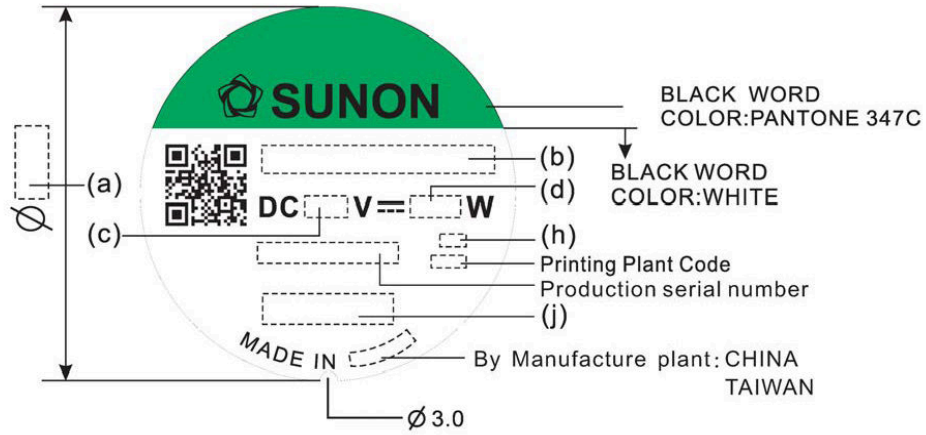 SUNON
BLACK WORD
COLOR:PANTONE 347C
BLACK WORD
COLOR:WHITE
(a)
Ø
(b)
(c)
DC V W
(d)
(h)
Printing Plant Code
Production serial number
(j)
MADE IN
By Manufacture plant: CHINA
TAIWAN
Ø 3.0